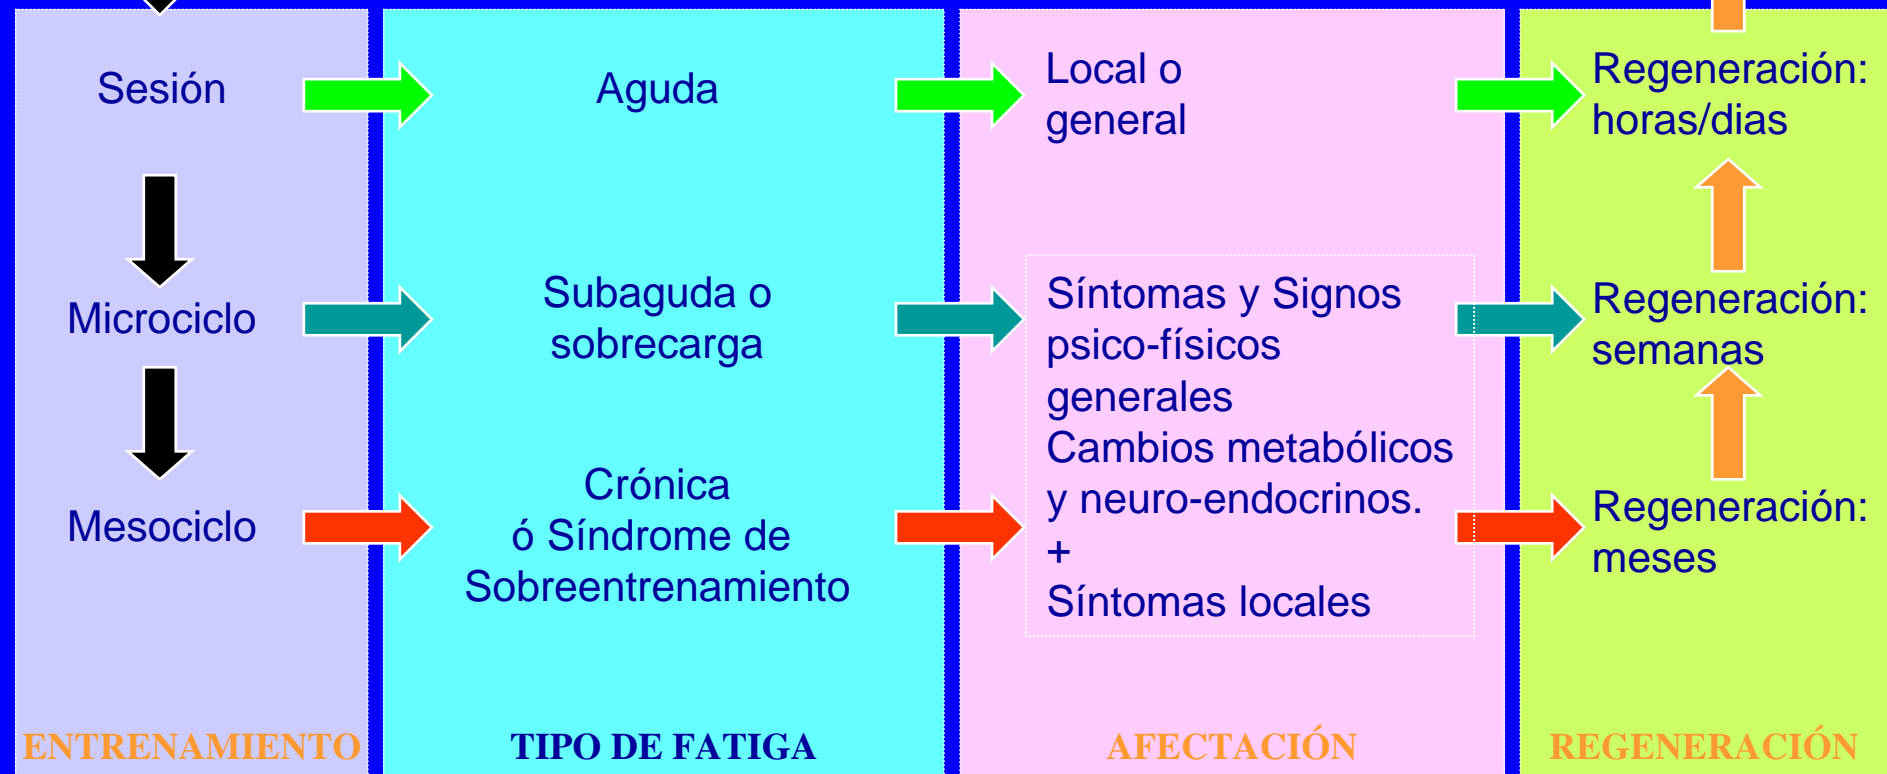 Sesión
Aguda
Local o
general
Regeneración:
horas/dias
Microciclo
Subaguda o
sobrecarga
Síntomas y Signos
psico-físicos
generales
Cambios metabólicos
y neuro-endocrinos.
+
Síntomas locales
Regeneración:
semanas
Mesociclo
Crónica
ó Síndrome de
Sobreentrenamiento
Regeneración:
meses
ENTRENAMIENTO
TIPO DE FATIGA
AFECTACIÓN
REGENERACIÓN